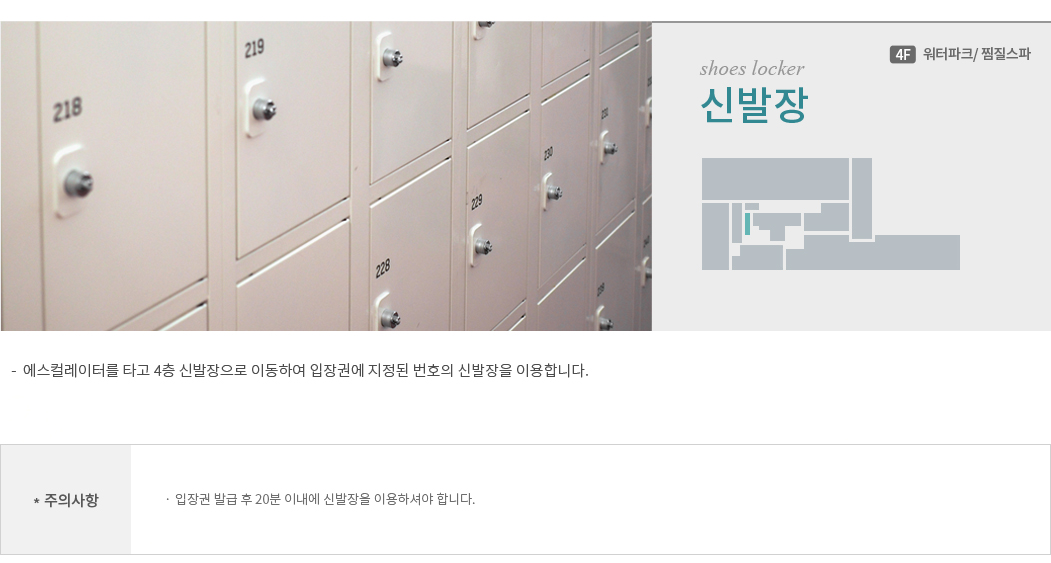 218
219
228
229
230
shoes locker
신발장
4F 워터파크/ 찜질스파
- 에스컬레이터를 타고 4층 신발장으로 이동하여 입장권에 지정된 번호의 신발장을 이용합니다.
* 주의사항
· 입장권 발급 후 20분 이내에 신발장을 이용하셔야 합니다.